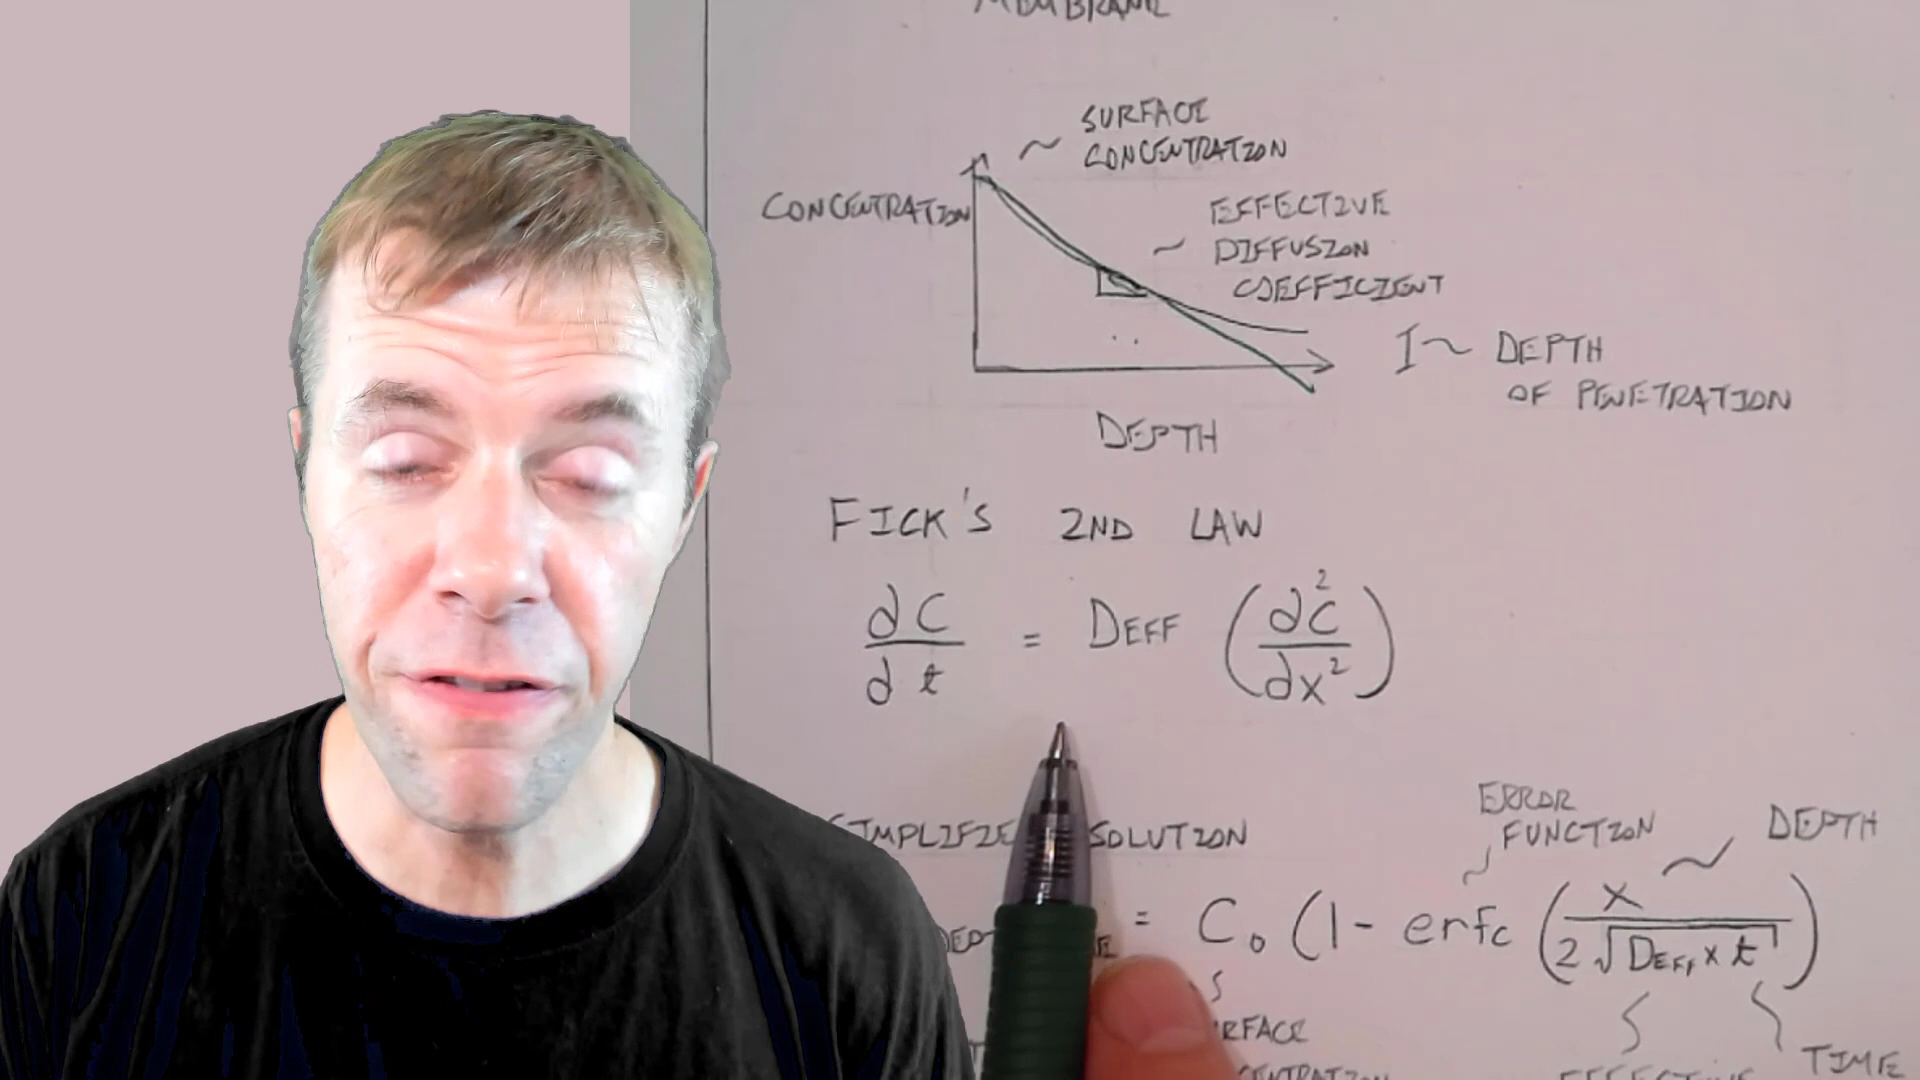 MEMBRANE
SURFACE
CONCENTRATION
CONCENTRATION
EFFECTIVE
DIFFUSION
COEFFICIENT
I ~ DEPTH
OF PENETRATION
DEPTH
FICK'S 2ND LAW
∂C/∂t = DEFF (∂²C/∂x²)
SOLUTION
ERROR
FUNCTION
DEPTH
= C₀ (1 - erfc (x / 2√DEFF x t))
TIME